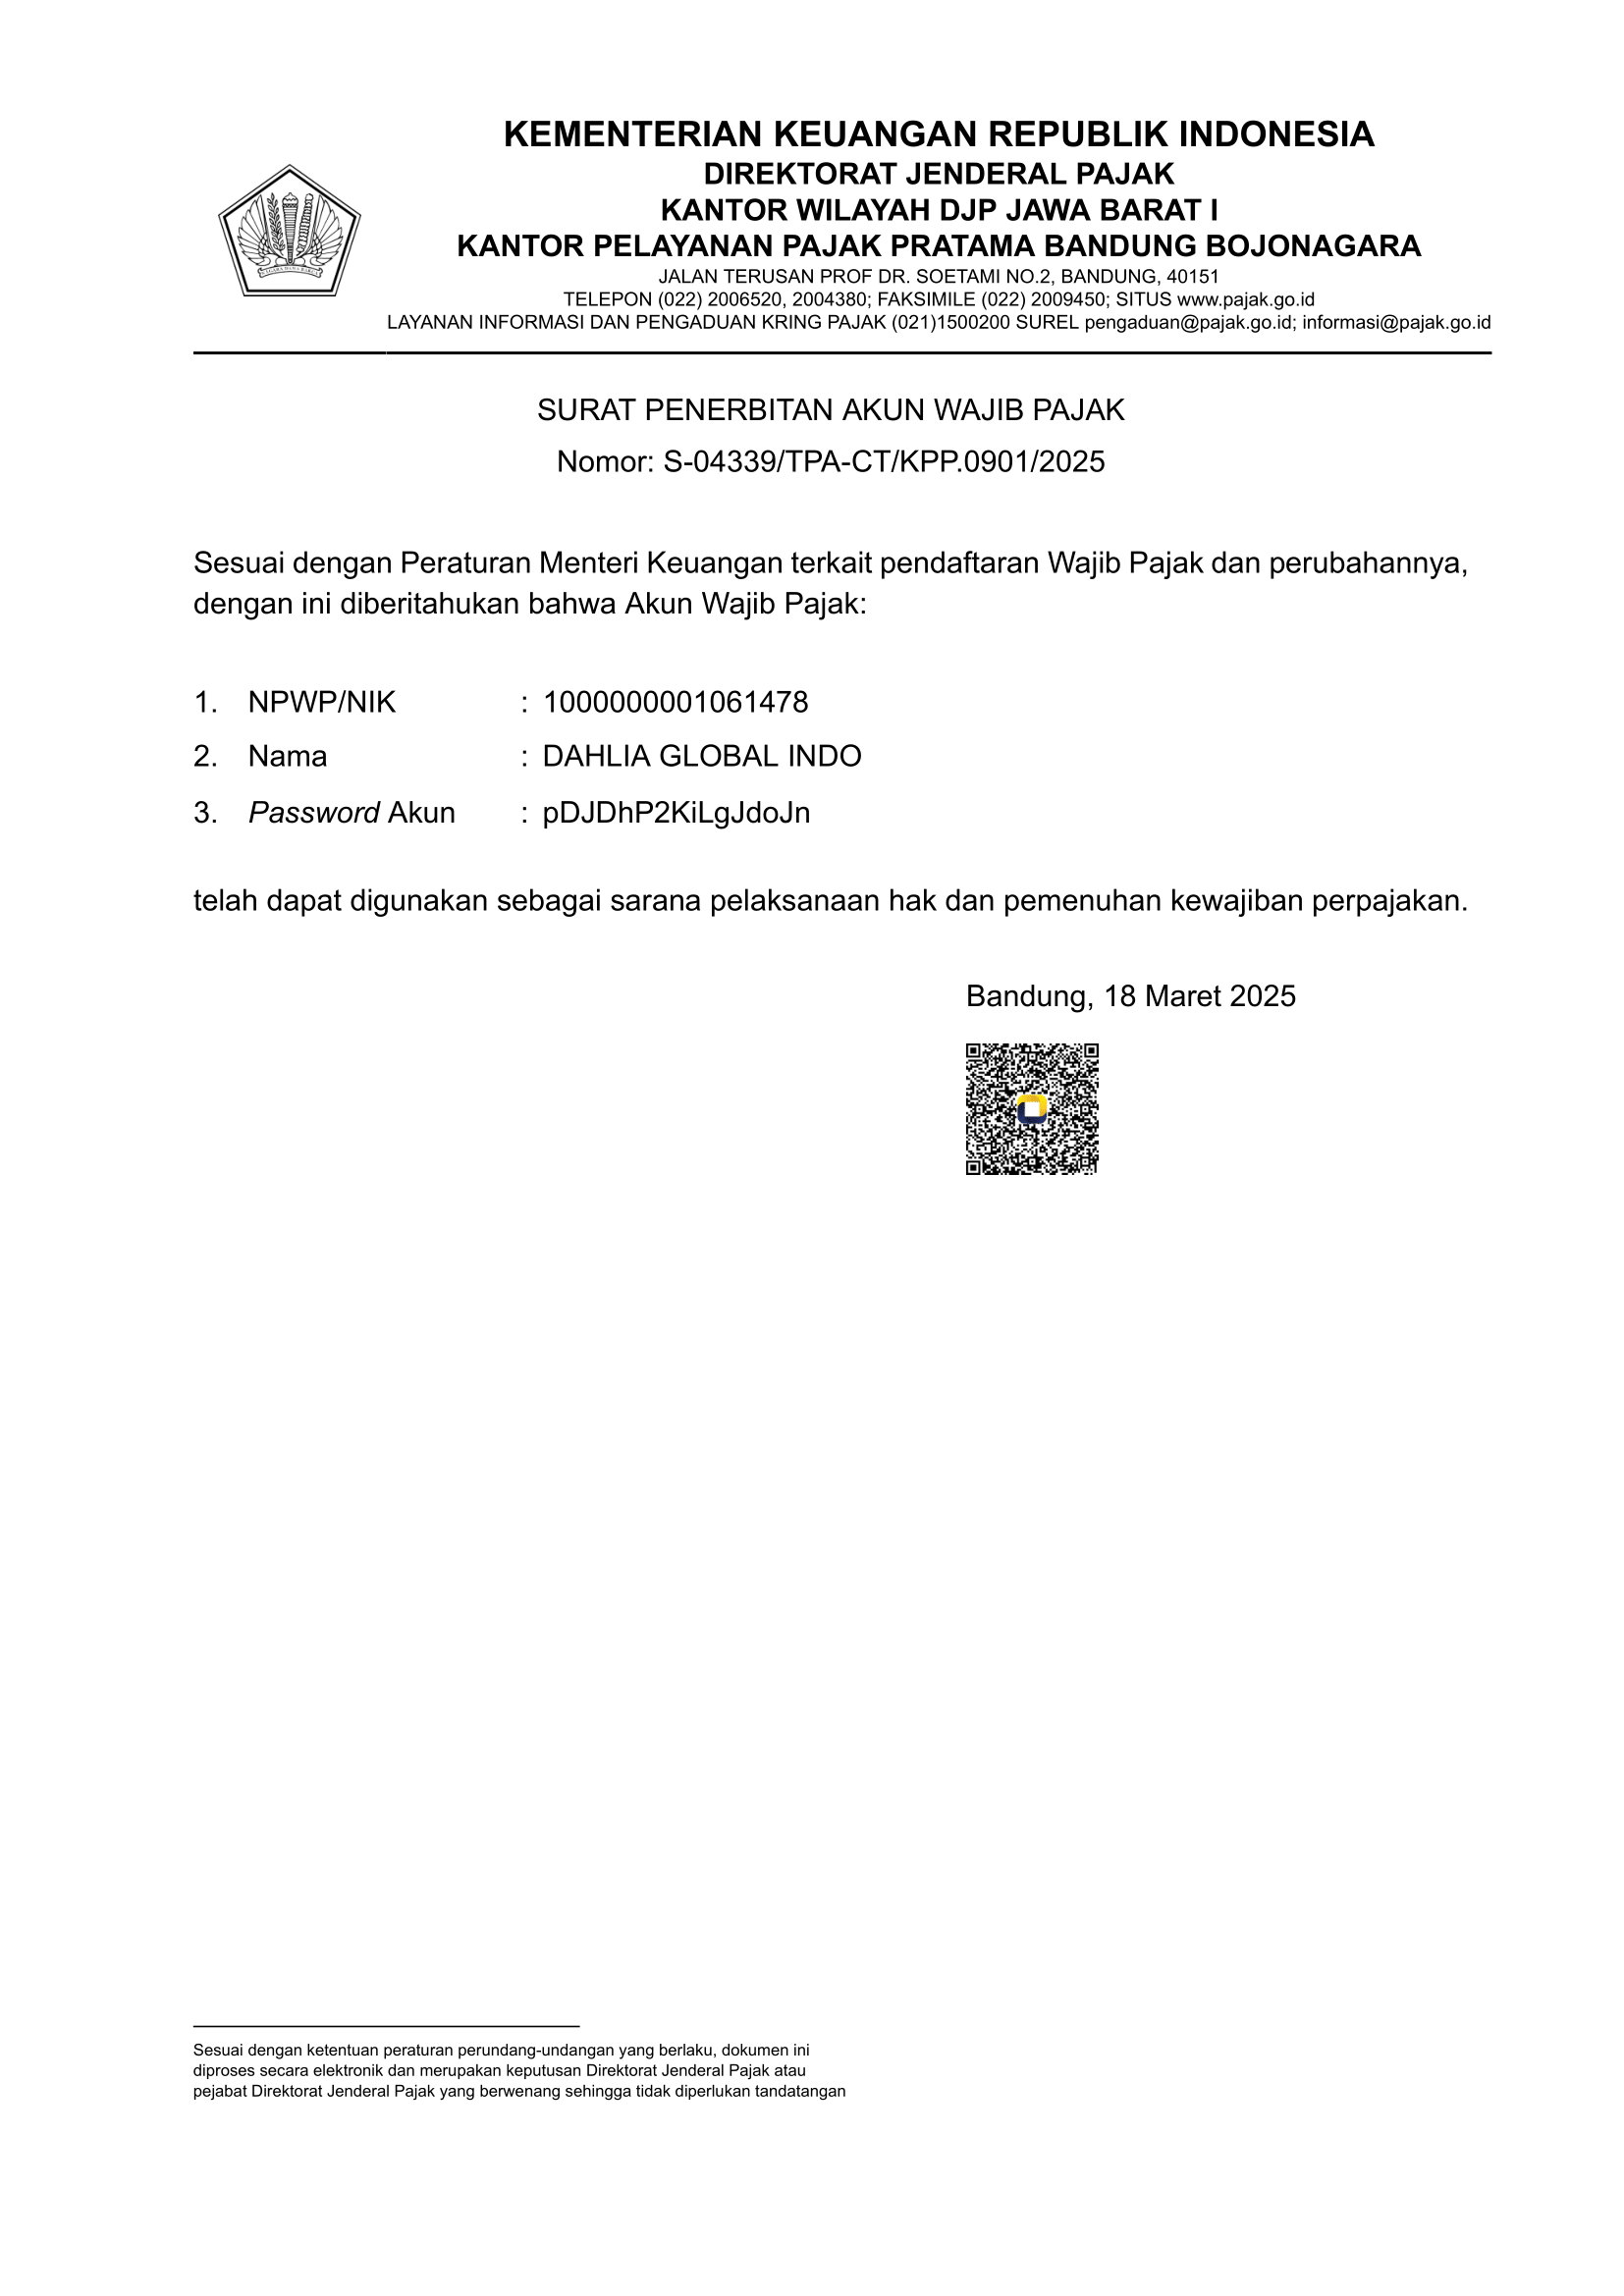 KEMENTERIAN KEUANGAN REPUBLIK INDONESIA
DIREKTORAT JENDERAL PAJAK
KANTOR WILAYAH DJP JAWA BARAT I
KANTOR PELAYANAN PAJAK PRATAMA BANDUNG BOJONAGARA
JALAN TERUSAN PROF DR. SOETAMI NO.2, BANDUNG, 40151
TELEPON (022) 2006520, 2004380; FAKSIMILE (022) 2009450; SITUS www.pajak.go.id
LAYANAN INFORMASI DAN PENGADUAN KRING PAJAK (021)1500200 SUREL pengaduan@pajak.go.id; informasi@pajak.go.id
SURAT PENERBITAN AKUN WAJIB PAJAK
Nomor: S-04339/TPA-CT/KPP.0901/2025
Sesuai dengan Peraturan Menteri Keuangan terkait pendaftaran Wajib Pajak dan perubahannya,
dengan ini diberitahukan bahwa Akun Wajib Pajak:
1. NPWP/NIK : 1000000001061478
2. Nama : DAHLIA GLOBAL INDO
3. Password Akun : pDJDhP2KiLgJdoJn
telah dapat digunakan sebagai sarana pelaksanaan hak dan pemenuhan kewajiban perpajakan.
Bandung, 18 Maret 2025
Sesuai dengan ketentuan peraturan perundang-undangan yang berlaku, dokumen ini
diproses secara elektronik dan merupakan keputusan Direktorat Jenderal Pajak atau
pejabat Direktorat Jenderal Pajak yang berwenang sehingga tidak diperlukan tandatangan